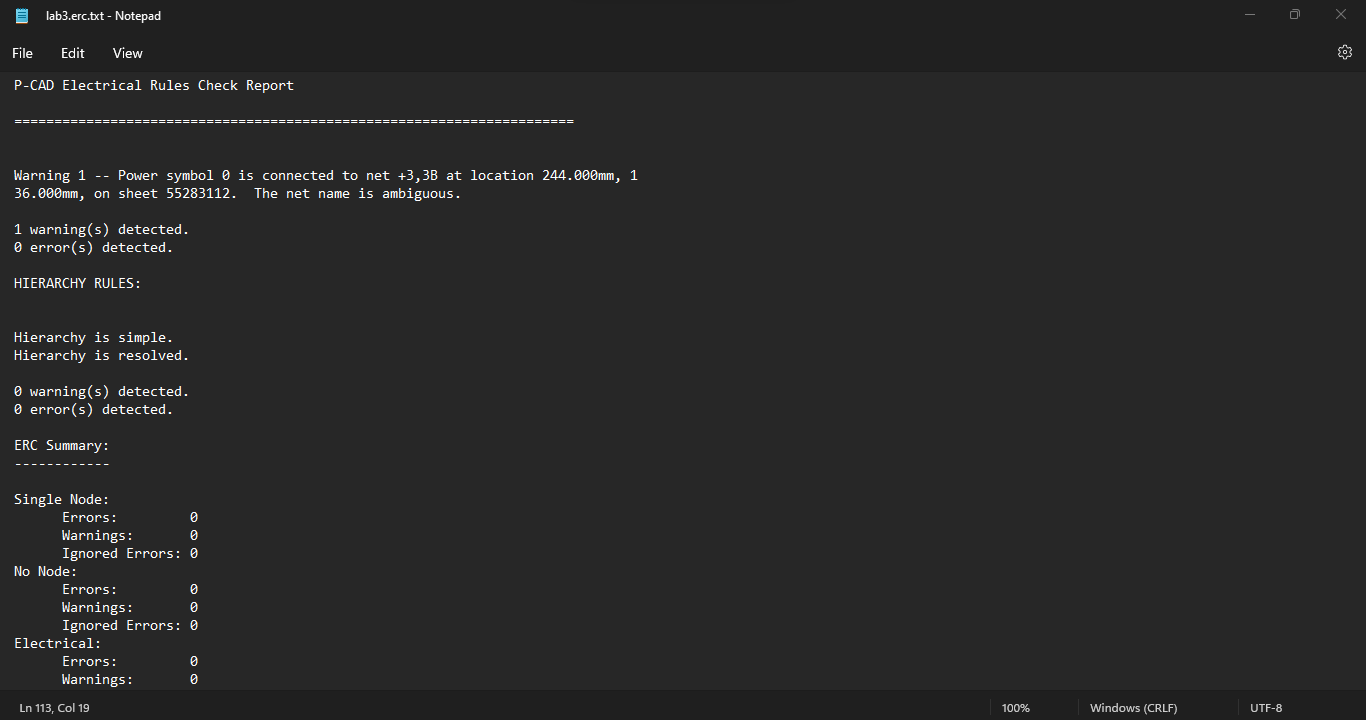 lab3.erc.txt - Notepad
File Edit View
P-CAD Electrical Rules Check Report
======================================================================
Warning 1 -- Power symbol 0 is connected to net +3,3B at location 244.000mm, 1
36.000mm, on sheet 55283112.  The net name is ambiguous.
1 warning(s) detected.
0 error(s) detected.
HIERARCHY RULES:
Hierarchy is simple.
Hierarchy is resolved.
0 warning(s) detected.
0 error(s) detected.
ERC Summary:
------------
Single Node:
Errors: 0
Warnings: 0
Ignored Errors: 0
No Node:
Errors: 0
Warnings: 0
Ignored Errors: 0
Electrical:
Errors: 0
Warnings: 0
Ln 113, Col 19 100% Windows (CRLF) UTF-8